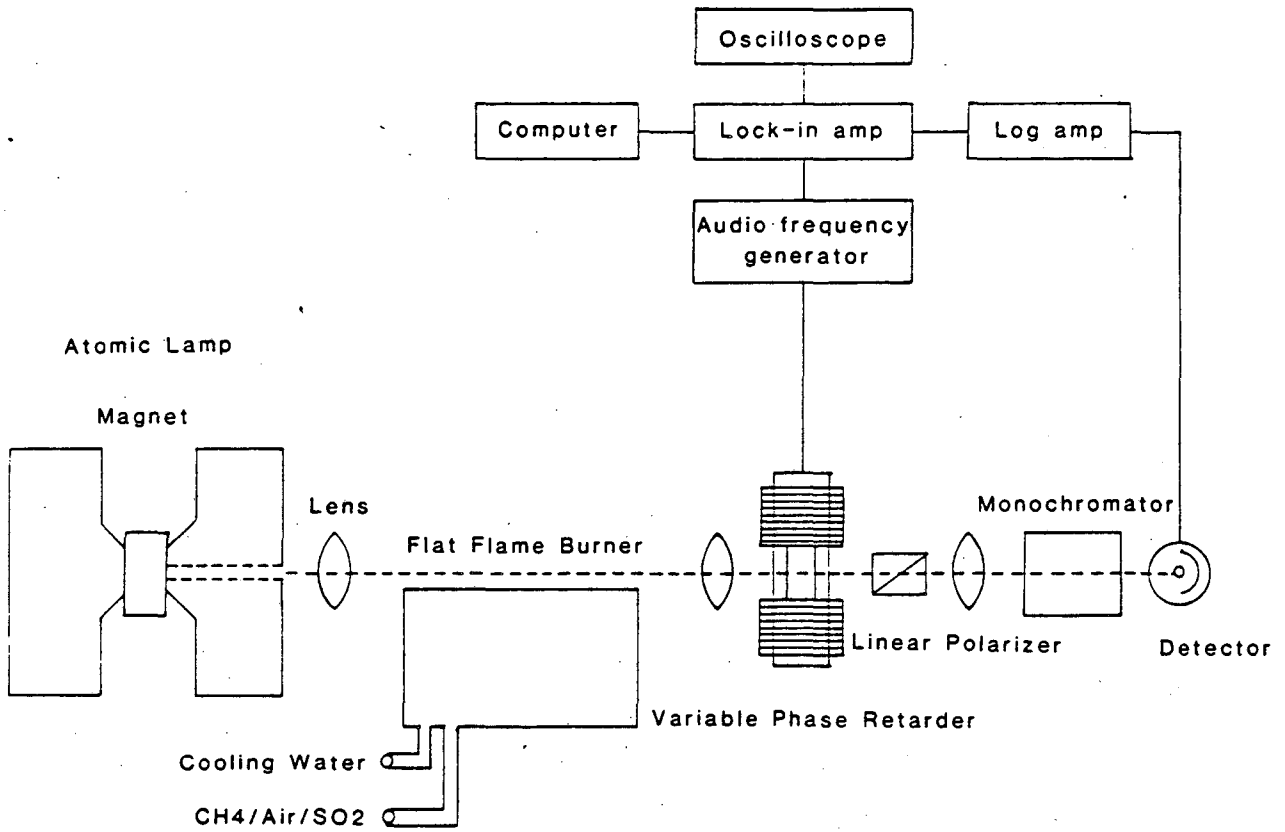 Oscilloscope
Computer
Lock-in amp
Log amp
Audio frequency
generator
Atomic Lamp
Magnet
Lens
Flat Flame Burner
Monochromator
Linear Polarizer
Detector
Variable Phase Retarder
Cooling Water
CH4/Air/SO2